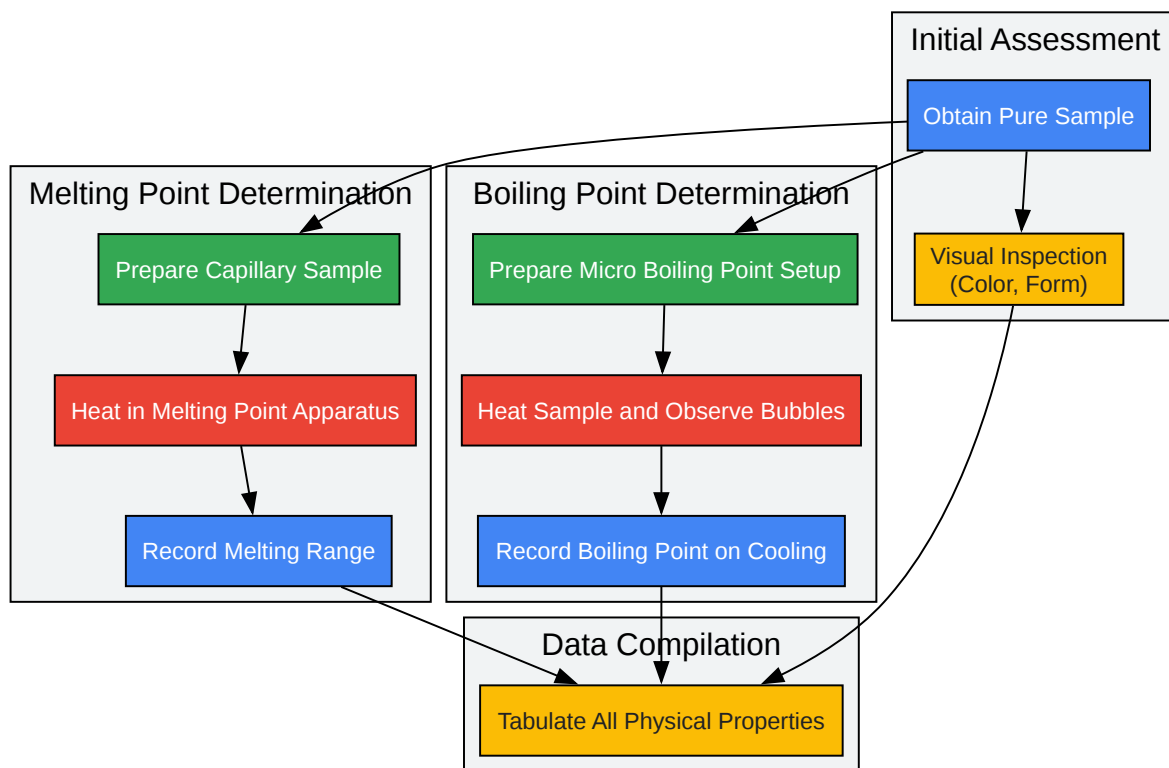 Initial Assessment
Obtain Pure Sample
Visual Inspection
(Color, Form)
Melting Point Determination
Prepare Capillary Sample
Heat in Melting Point Apparatus
Record Melting Range
Boiling Point Determination
Prepare Micro Boiling Point Setup
Heat Sample and Observe Bubbles
Record Boiling Point on Cooling
Data Compilation
Tabulate All Physical Properties